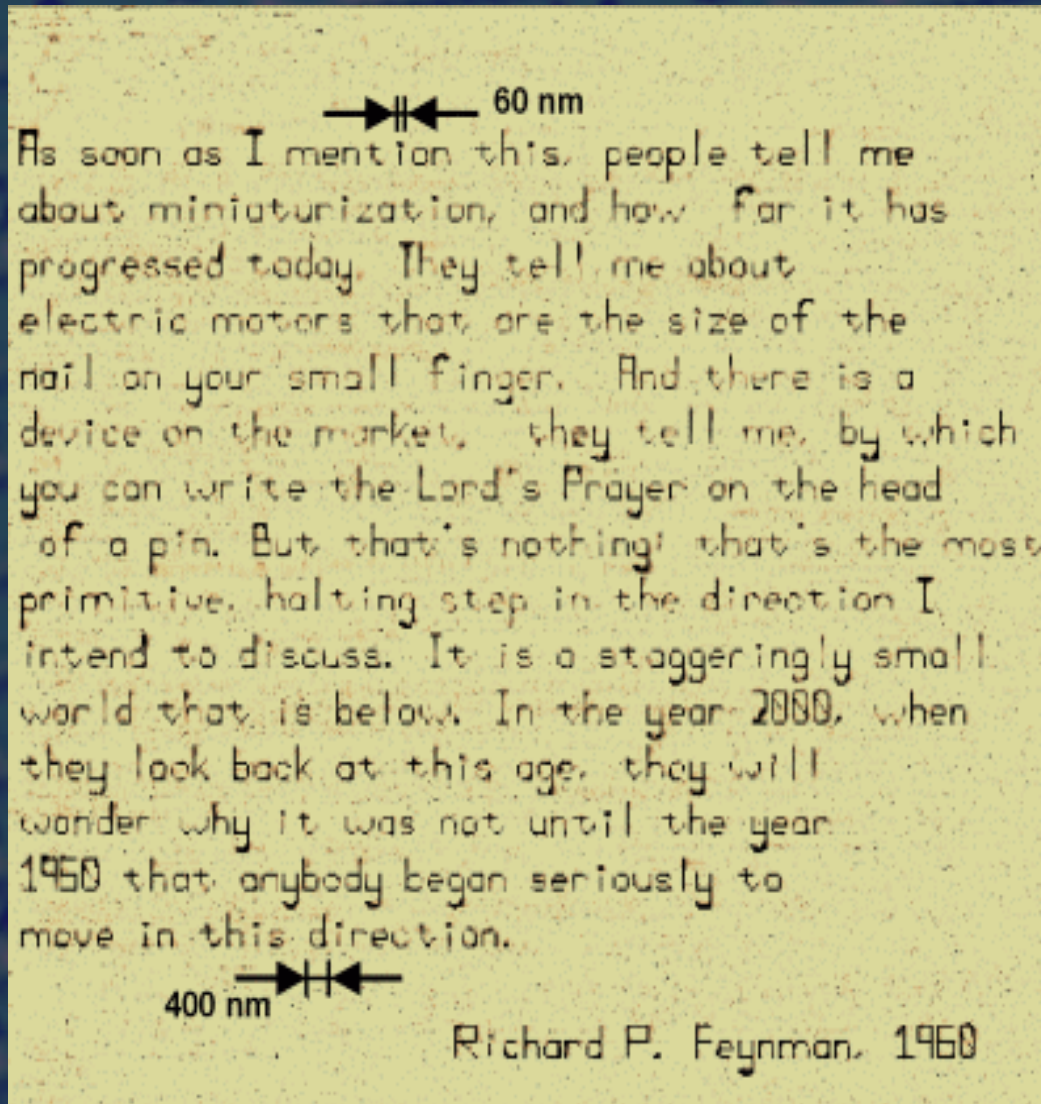 60 nm
As soon as I mention this, people tell me
about miniaturization, and how far it has
progressed today. They tell me about
electric motors that are the size of the
nail on your small finger. And there is a
device on the market, they tell me, by which
you can write the Lord's Prayer on the head
of a pin. But that's nothing; that's the most
primitive, halting step in the direction I
intend to discuss. It is a staggeringly small
world that is below. In the year 2000, when
they look back at this age, they will
wonder why it was not until the year
1960 that anybody began seriously to
move in this direction.
400 nm
Richard P. Feynman, 1960